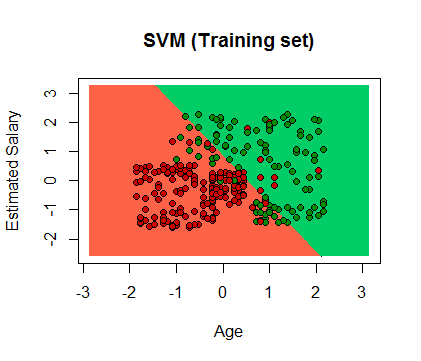 SVM (Training set)
Estimated Salary
3
2
1
0
-1
-2
-3 -2 -1 0 1 2 3
Age